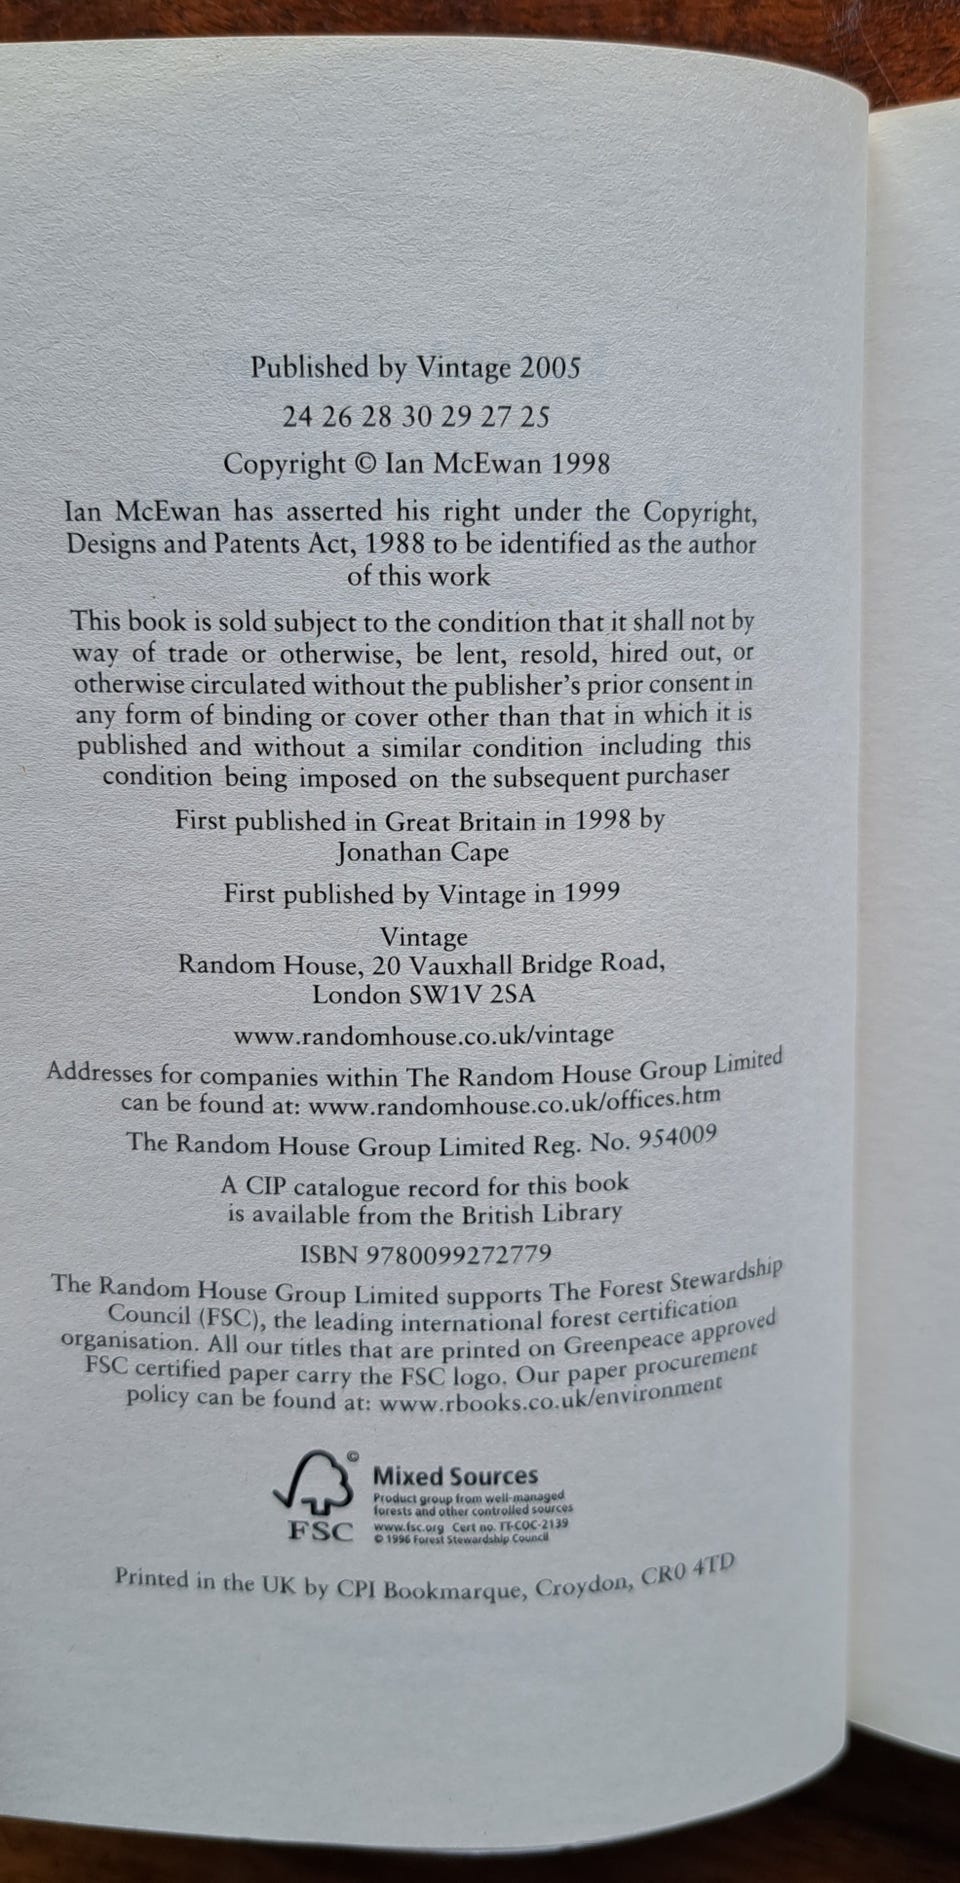 Published by Vintage 2005
24 26 28 30 29 27 25
Copyright © Ian McEwan 1998
Ian McEwan has asserted his right under the Copyright,
Designs and Patents Act, 1988 to be identified as the author
of this work
This book is sold subject to the condition that it shall not by
way of trade or otherwise, be lent, resold, hired out, or
otherwise circulated without the publisher's prior consent in
any form of binding or cover other than that in which it is
published and without a similar condition including this
condition being imposed on the subsequent purchaser
First published in Great Britain in 1998 by
Jonathan Cape
First published by Vintage in 1999
Vintage
Random House, 20 Vauxhall Bridge Road,
London SW1V 2SA
www.randomhouse.co.uk/vintage
Addresses for companies within The Random House Group Limited
can be found at: www.randomhouse.co.uk/offices.htm
The Random House Group Limited Reg. No. 954009
A CIP catalogue record for this book
is available from the British Library
ISBN 9780099272779
The Random House Group Limited supports The Forest Stewardship
Council (FSC), the leading international forest certification
organisation. All our titles that are printed on Greenpeace approved
FSC certified paper carry the FSC logo. Our paper procurement
policy can be found at: www.rbooks.co.uk/environment
©
FSC
Mixed Sources
Product group from well-managed
forests and other controlled sources
www.fsc.org Cert no. TT-COC-2139
© 1996 Forest Stewardship Council
Printed in the UK by CPI Bookmarque, Croydon, CR0 4TD